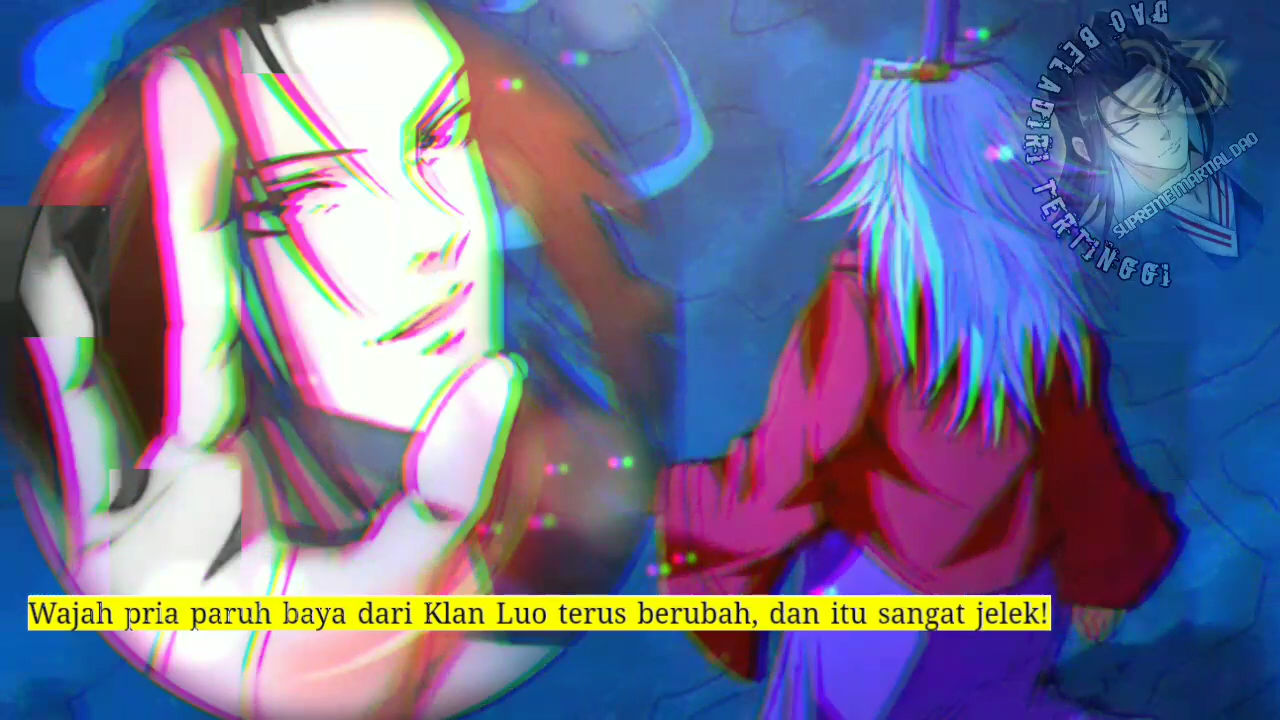 DAO BELADIRI TERTINGGI
23
SUPREME MARTIAL DAO
Wajah pria paruh baya dari Klan Luo terus berubah, dan itu sangat jelek!